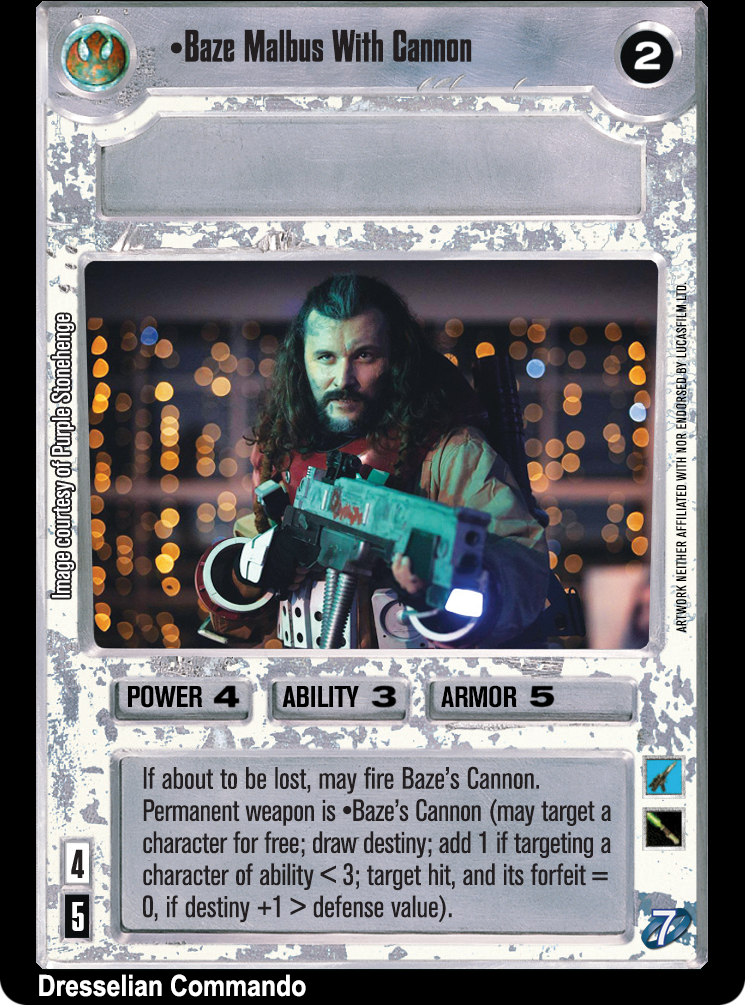 •Baze Malbus With Cannon
2
Image courtesy of Purple Stonehenge
ARTWORK NEITHER AFFILIATED WITH NOR ENDORSED BY LUCASFILM LTD.
POWER 4
ABILITY 3
ARMOR 5
If about to be lost, may fire Baze's Cannon.
Permanent weapon is •Baze's Cannon (may target a
character for free; draw destiny; add 1 if targeting a
character of ability < 3; target hit, and its forfeit =
0, if destiny +1 > defense value).
4
5
7
Dresselian Commando